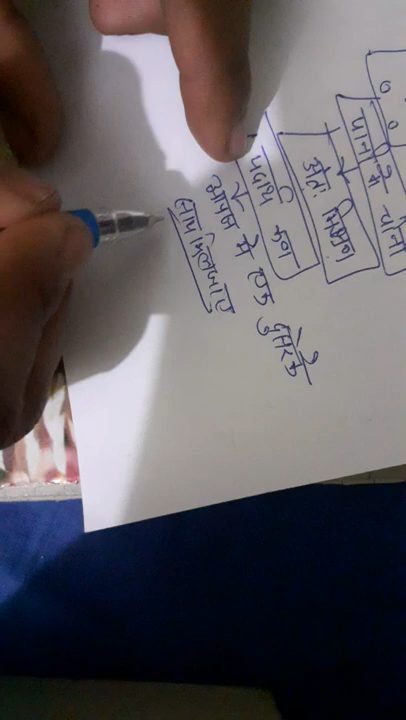 पानी में चीनी
अंतः मिश्रण
पदार्थ कण
आपस में एक दूसरे के
साथ मिल जाए